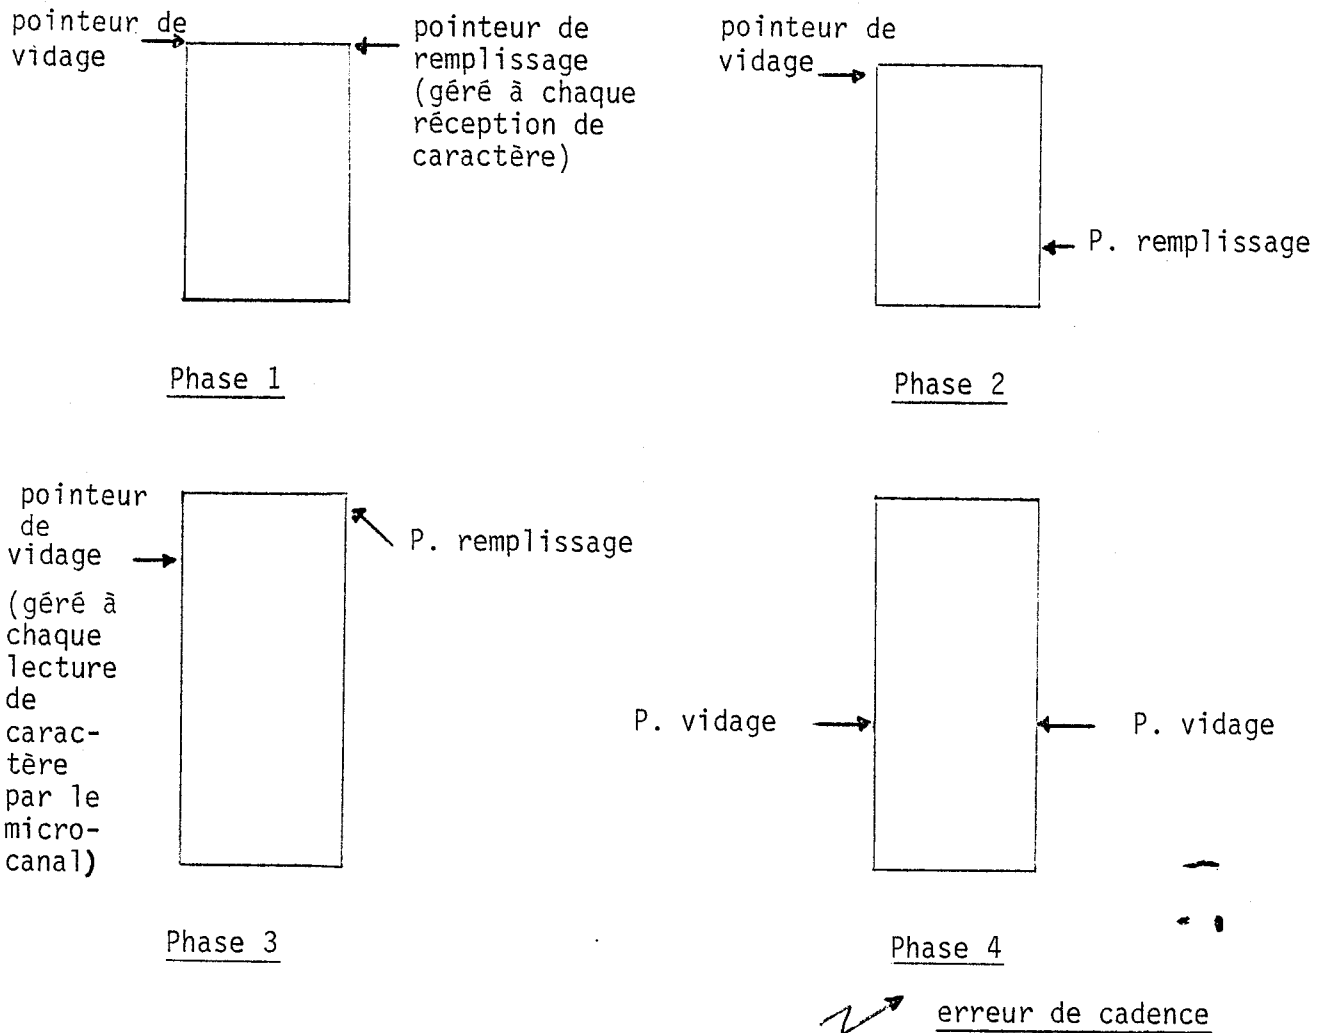 pointeur de
vidage
pointeur de
remplissage
(géré à chaque
réception de
caractère)
Phase 1
pointeur de
vidage
P. remplissage
Phase 2
pointeur
de
vidage
(géré à
chaque
lecture
de
carac-
tère
par le
micro-
canal)
P. remplissage
Phase 3
P. vidage
P. vidage
Phase 4
erreur de cadence